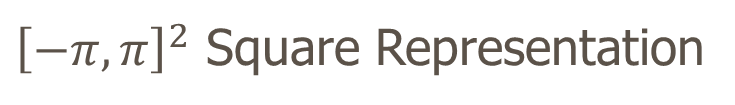 [−π, π]² Square Representation